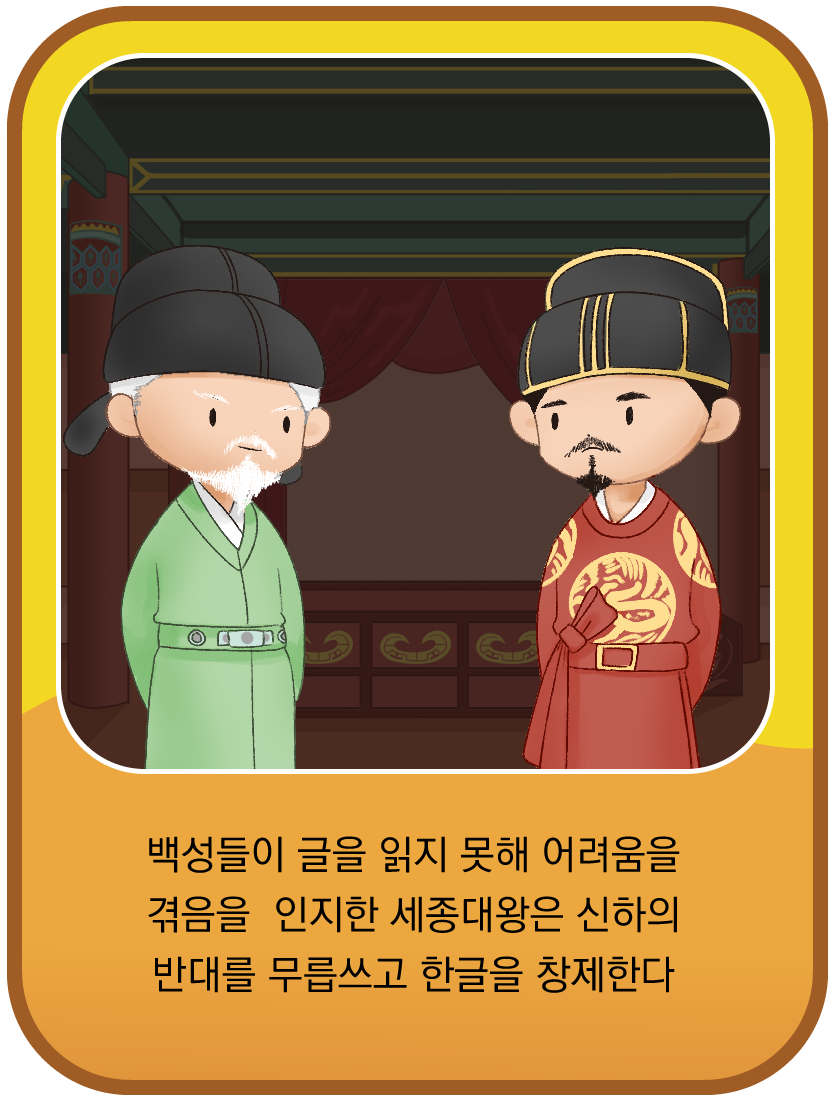 백성들이 글을 읽지 못해 어려움을
겪음을  인지한 세종대왕은 신하의
반대를 무릅쓰고 한글을 창제한다